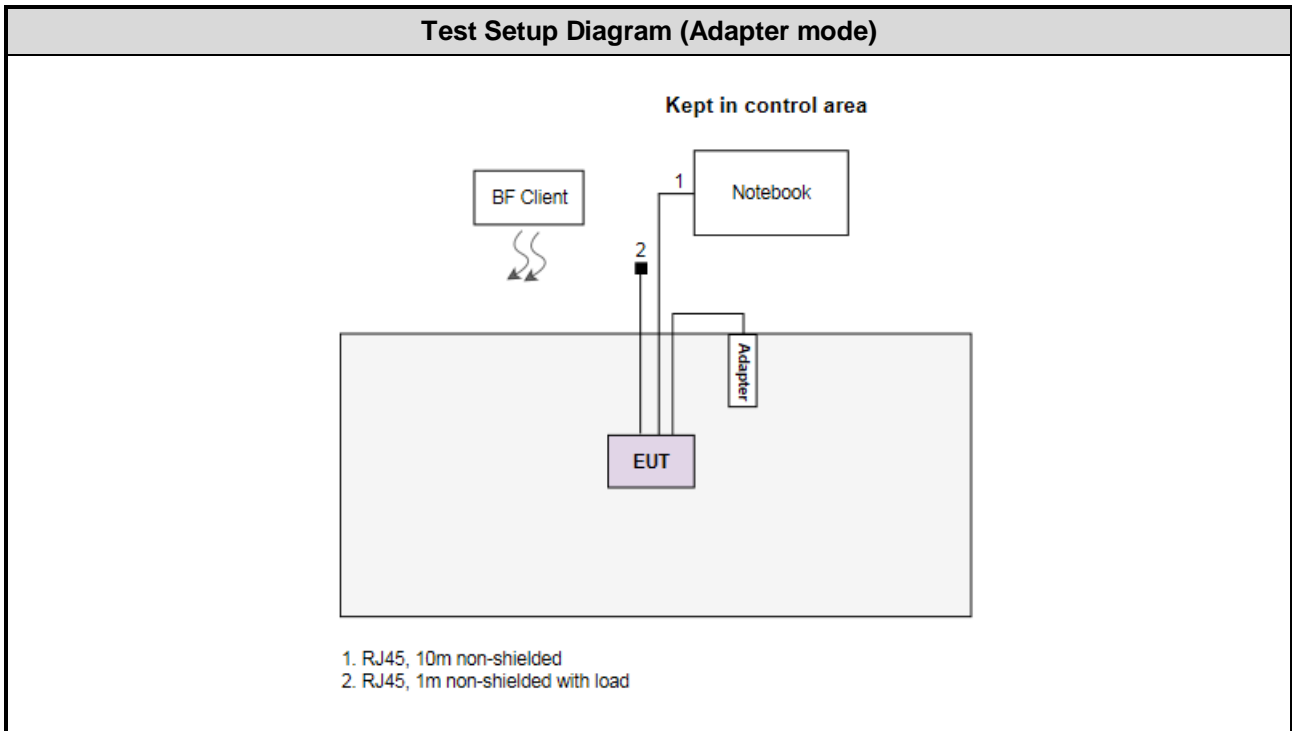 Test Setup Diagram (Adapter mode)
Kept in control area
BF Client
1
Notebook
2
Adapter
EUT
1. RJ45, 10m non-shielded
2. RJ45, 1m non-shielded with load